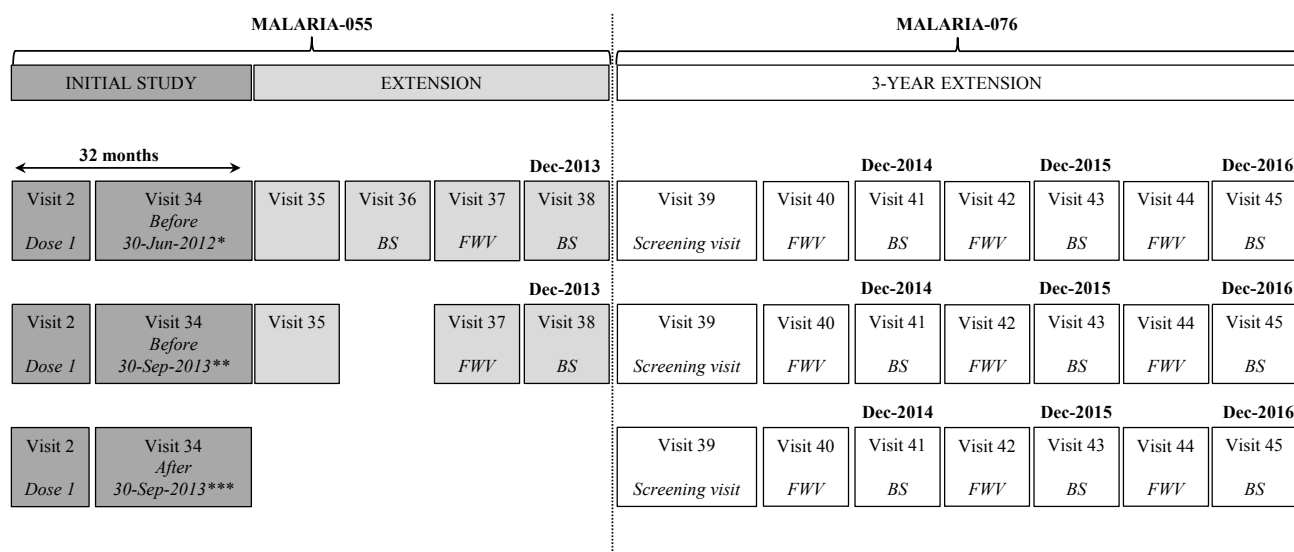 MALARIA-055 MALARIA-076
INITIAL STUDY EXTENSION 3-YEAR EXTENSION
32 months
Dec-2013 Dec-2014 Dec-2015 Dec-2016
Visit 2 Visit 34 Visit 35 Visit 36 Visit 37 Visit 38 Visit 39 Visit 40 Visit 41 Visit 42 Visit 43 Visit 44 Visit 45
Before
Dose 1 30-Jun-2012* BS FWV BS Screening visit FWV BS FWV BS FWV BS
Dec-2013 Dec-2014 Dec-2015 Dec-2016
Visit 2 Visit 34 Visit 35 Visit 37 Visit 38 Visit 39 Visit 40 Visit 41 Visit 42 Visit 43 Visit 44 Visit 45
Before
Dose 1 30-Sep-2013** FWV BS Screening visit FWV BS FWV BS FWV BS
Dec-2014 Dec-2015 Dec-2016
Visit 2 Visit 34 Visit 39 Visit 40 Visit 41 Visit 42 Visit 43 Visit 44 Visit 45
After
Dose 1 30-Sep-2013*** Screening visit FWV BS FWV BS FWV BS